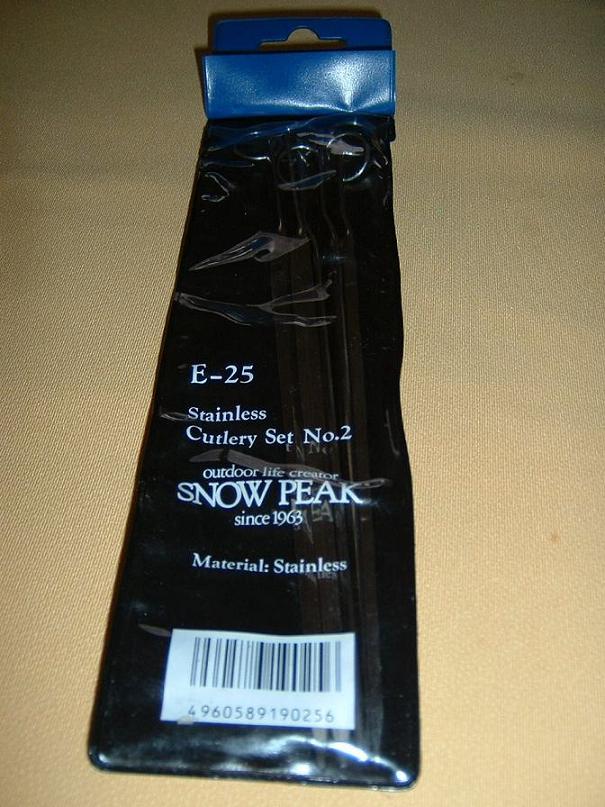 E-25
Stainless
Cutlery Set No.2
outdoor life creator
SNOW PEAK
since 1963
Material: Stainless
4960589190256